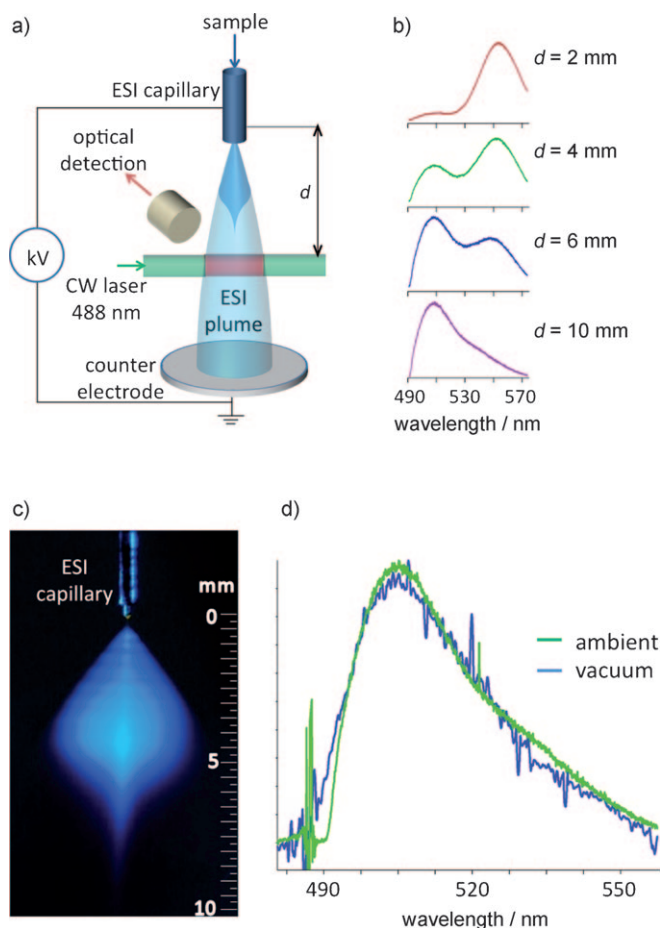 a)
sample
ESI capillary
optical
detection
d
kV
CW laser
488 nm
ESI
plume
counter
electrode
b)
d = 2 mm
d = 4 mm
d = 6 mm
d = 10 mm
490 530 570
wavelength / nm
c)
ESI
capillary
mm
0
5
10
d)
ambient
vacuum
490 520 550
wavelength / nm